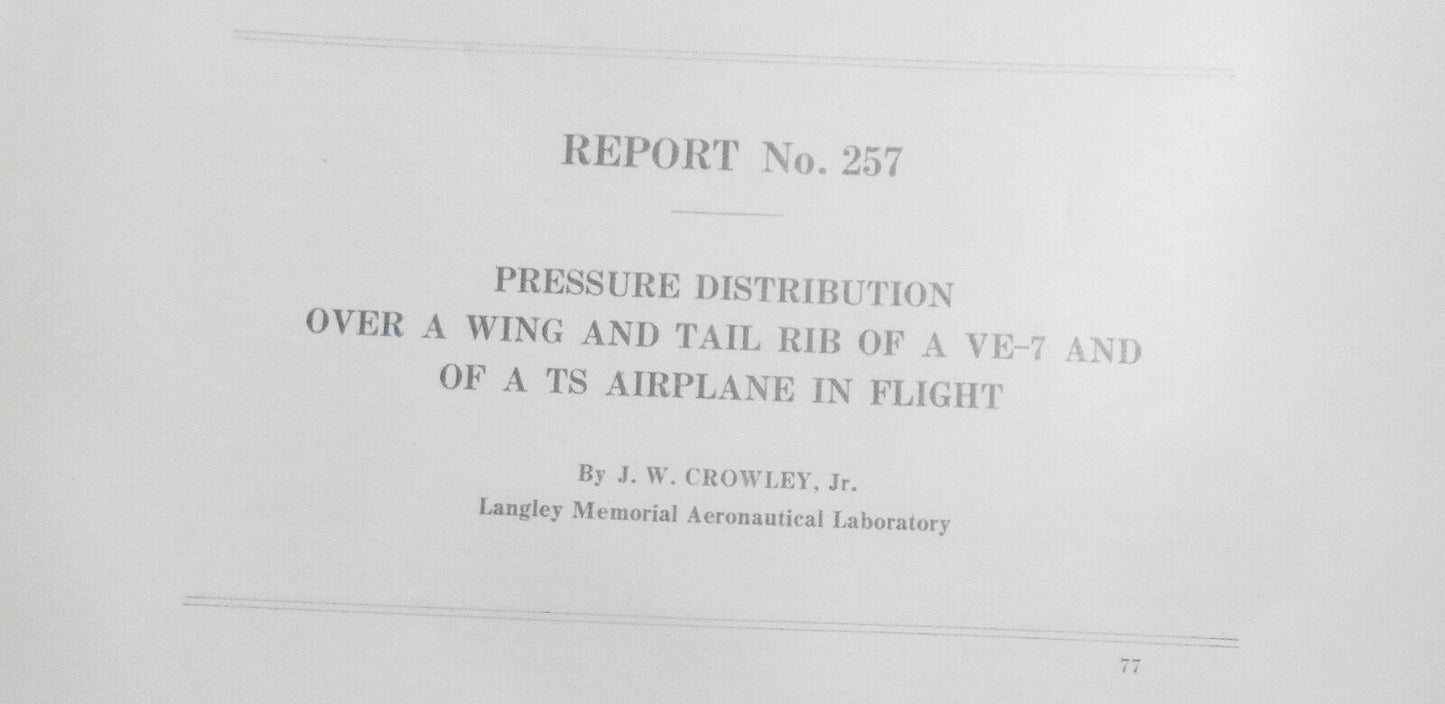 REPORT No. 257
PRESSURE DISTRIBUTION
OVER A WING AND TAIL RIB OF A VE–7 AND
OF A TS AIRPLANE IN FLIGHT
By J. W. CROWLEY, Jr.
Langley Memorial Aeronautical Laboratory
77